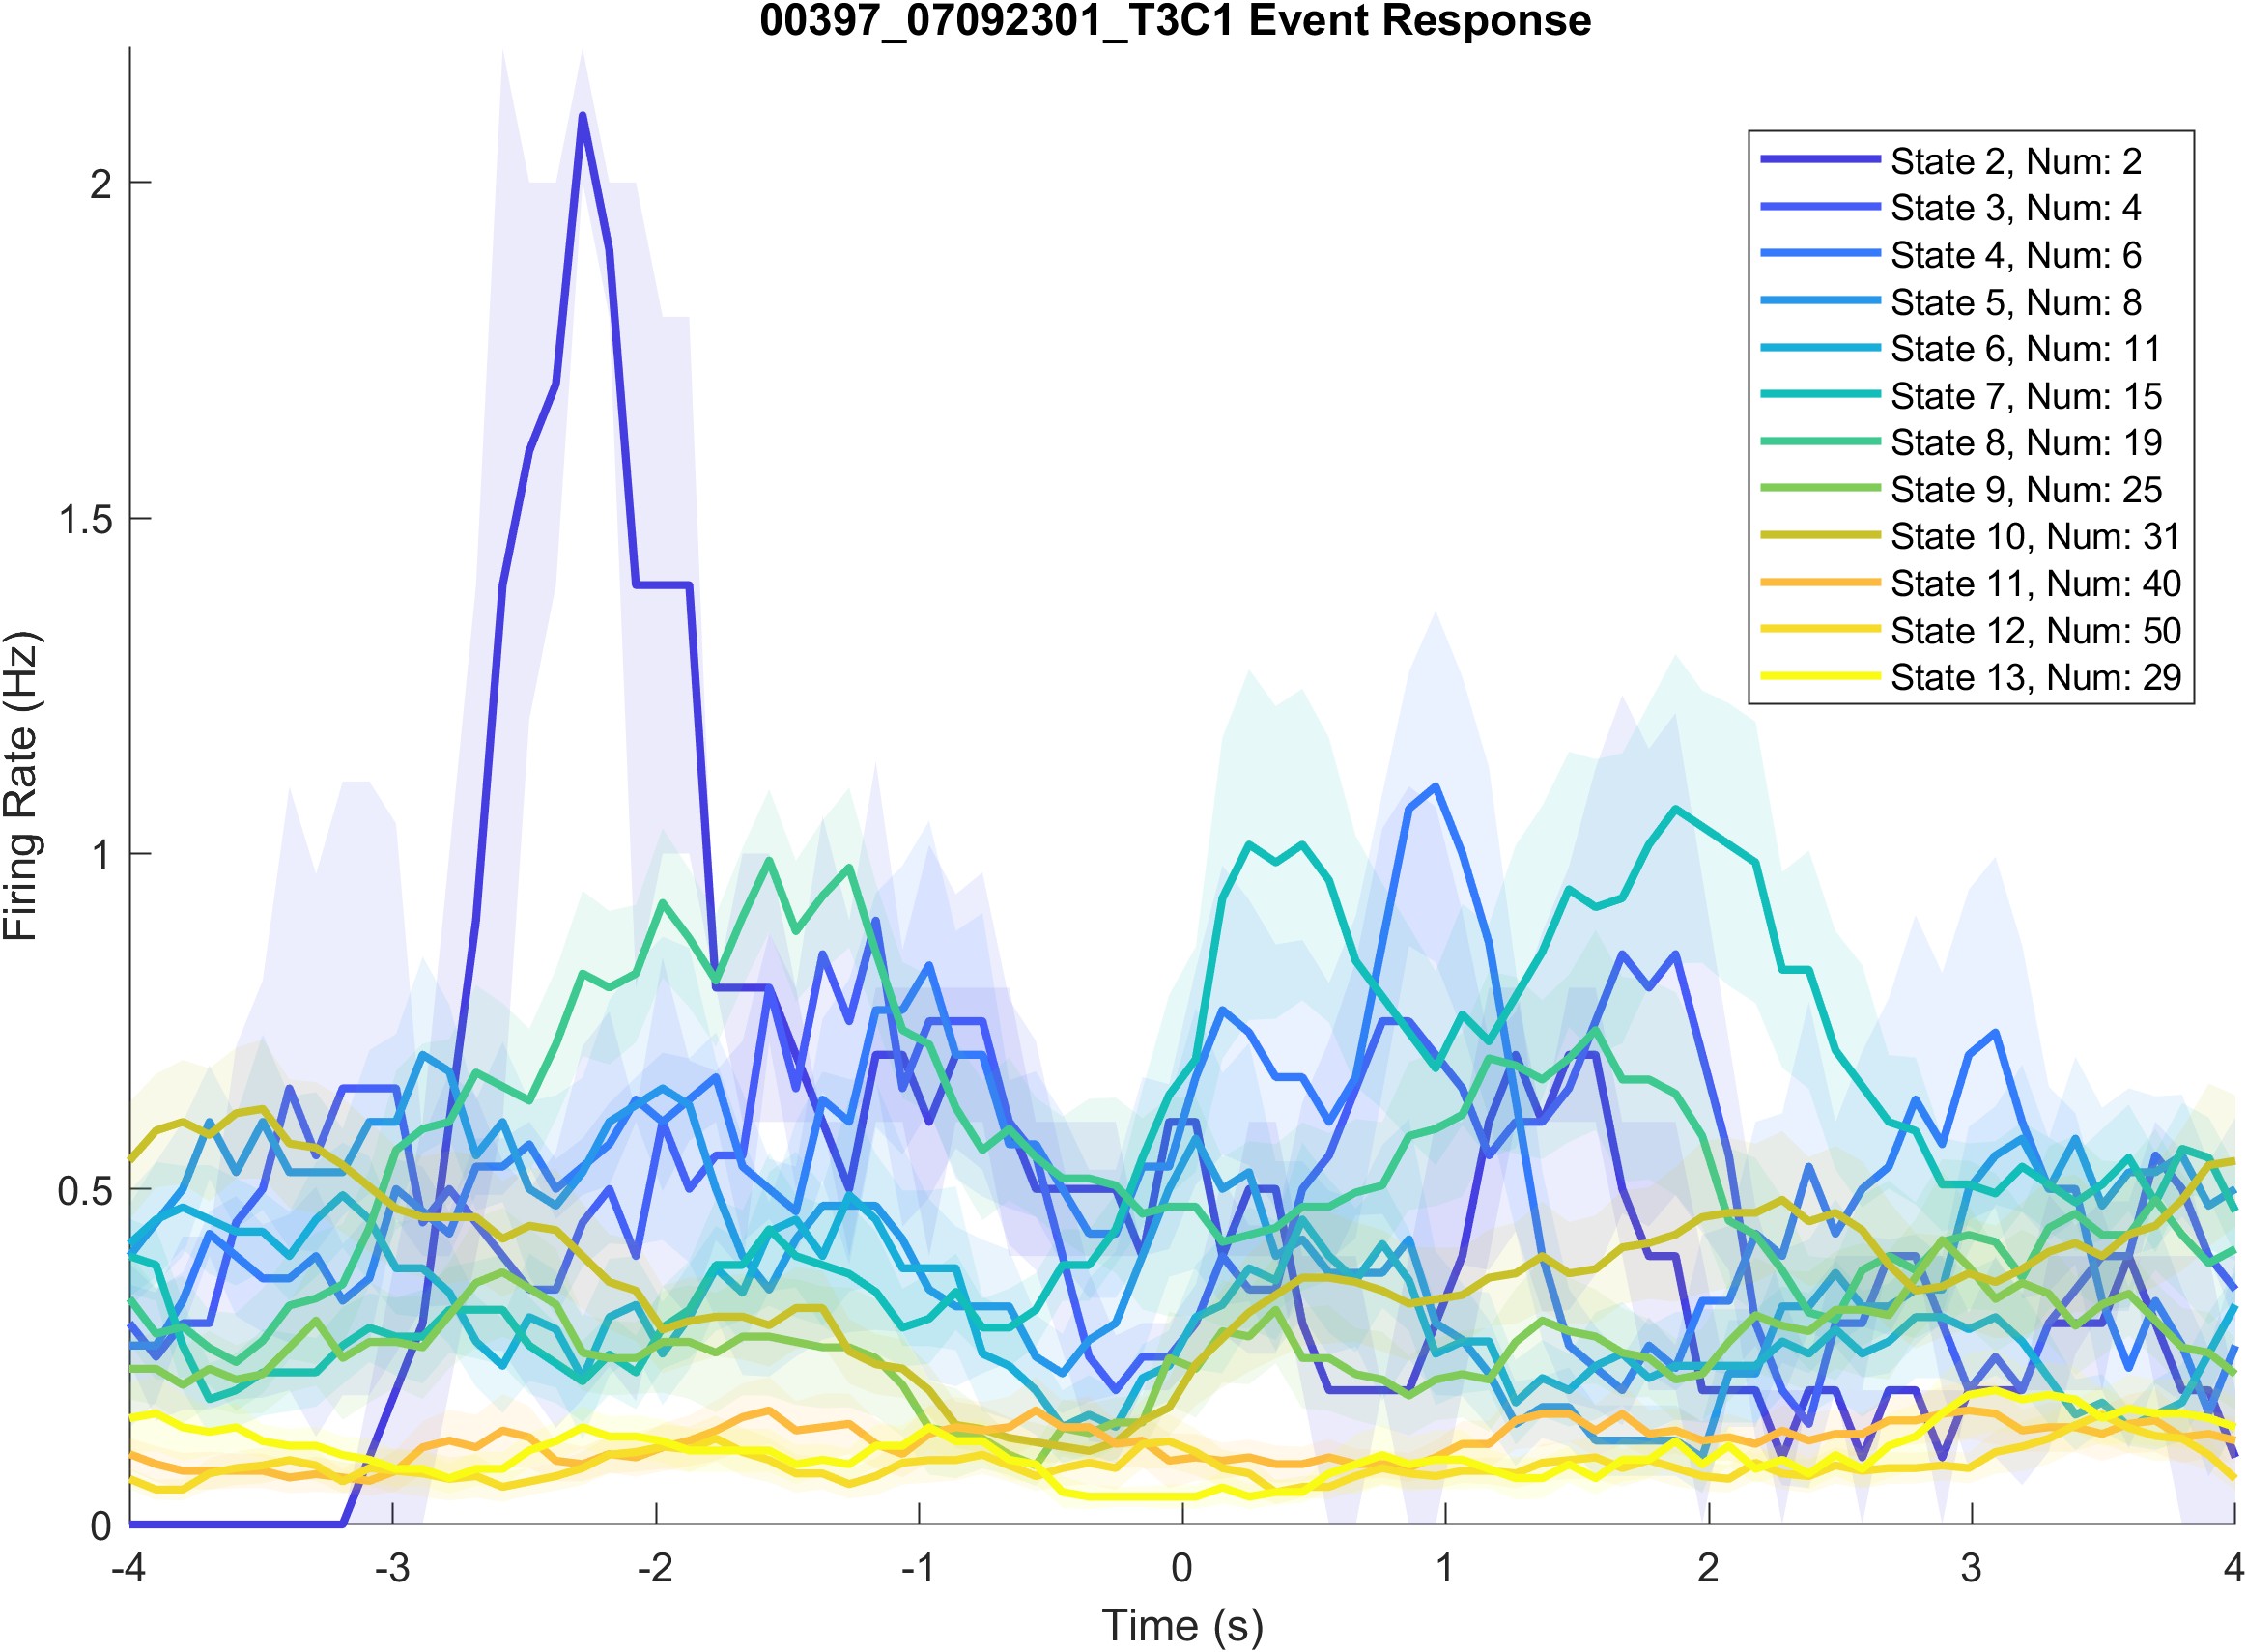 00397_07092301_T3C1 Event Response
Firing Rate (Hz)
2
1.5
1
0.5
0
State 2, Num: 2
State 3, Num: 4
State 4, Num: 6
State 5, Num: 8
State 6, Num: 11
State 7, Num: 15
State 8, Num: 19
State 9, Num: 25
State 10, Num: 31
State 11, Num: 40
State 12, Num: 50
State 13, Num: 29
-4 -3 -2 -1 0 1 2 3 4
Time (s)